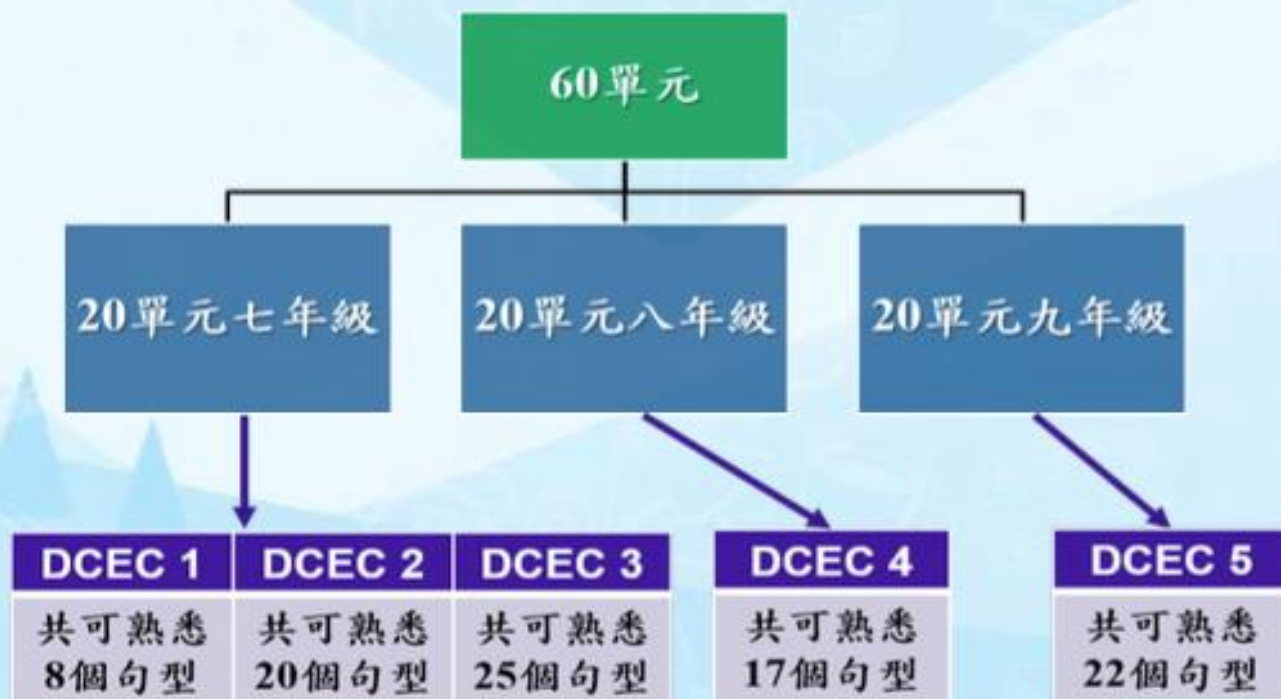 60單元
20單元七年級
20單元八年級
20單元九年級
DCEC 1
共可熟悉
8個句型
DCEC 2
共可熟悉
20個句型
DCEC 3
共可熟悉
25個句型
DCEC 4
共可熟悉
17個句型
DCEC 5
共可熟悉
22個句型